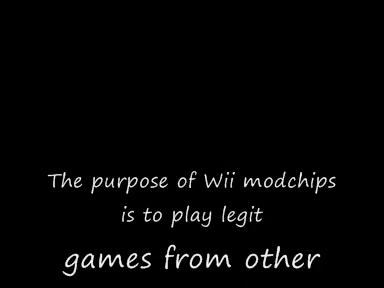 The purpose of Wii modchips
is to play legit
games from other